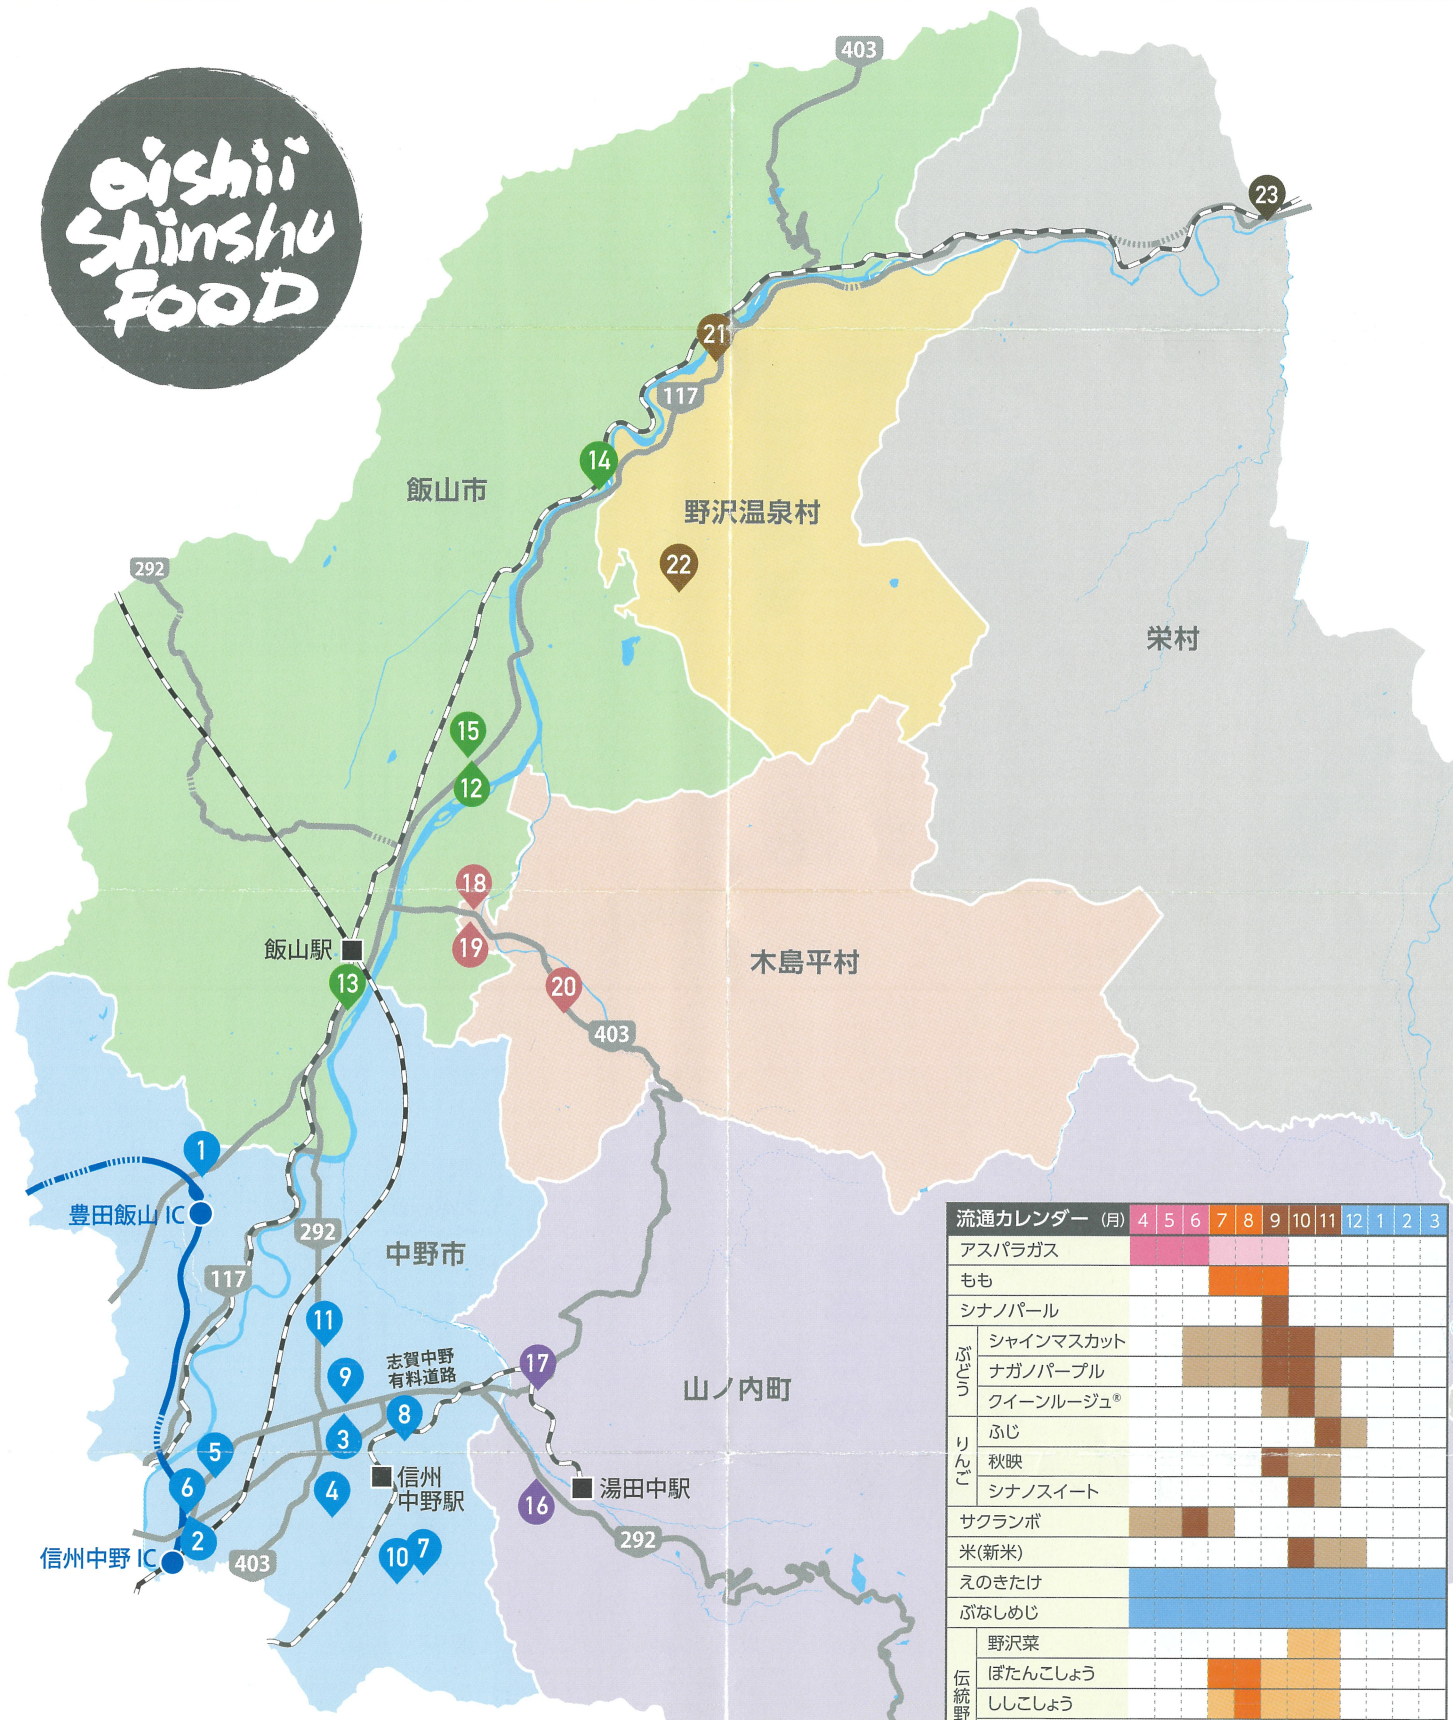 oishii
Shinshu
FOOD
403
23
21
117
14
飯山市
野沢温泉村
22
292
栄村
15
12
18
飯山駅
19
木島平村
13
20
403
1
豊田飯山 IC
292
中野市
117
11
志賀中野
有料道路
17
9
山ノ内町
8
3
5
信州
中野駅
6
4
湯田中駅
16
2
292
信州中野 IC
403
10
7
流通カレンダー (月) 4 5 6 7 8 9 10 11 12 1 2 3
アスパラガス
もも
シナノパール
ぶどう
シャインマスカット
ナガノパープル
クイーンルージュ®
りんご
ふじ
秋映
シナノスイート
サクランボ
米(新米)
えのきたけ
ぶなしめじ
伝統野
野沢菜
ぼたんこしょう
ししこしょう